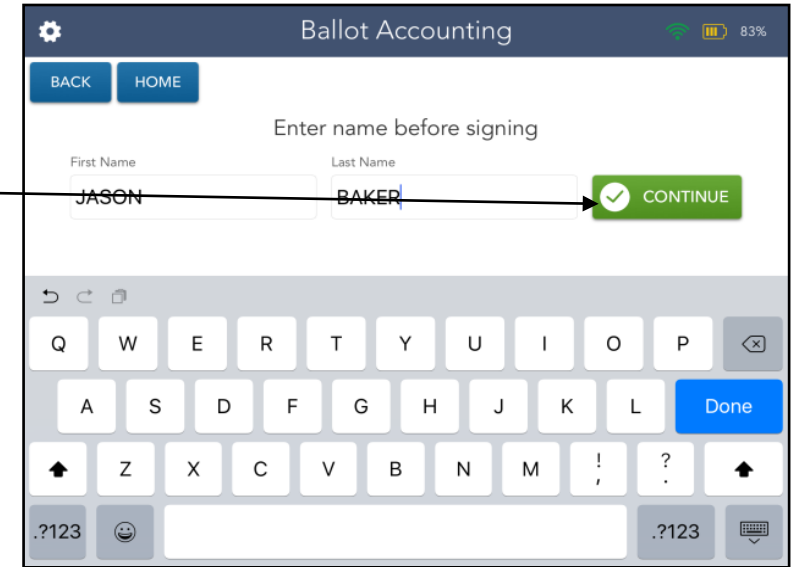 Ballot Accounting 83%
BACK HOME
Enter name before signing
First Name Last Name
JASON BAKER CONTINUE
Q W E R T Y U I O P
A S D F G H J K L Done
Z X C V B N M ! , ? .
.?123 .?123